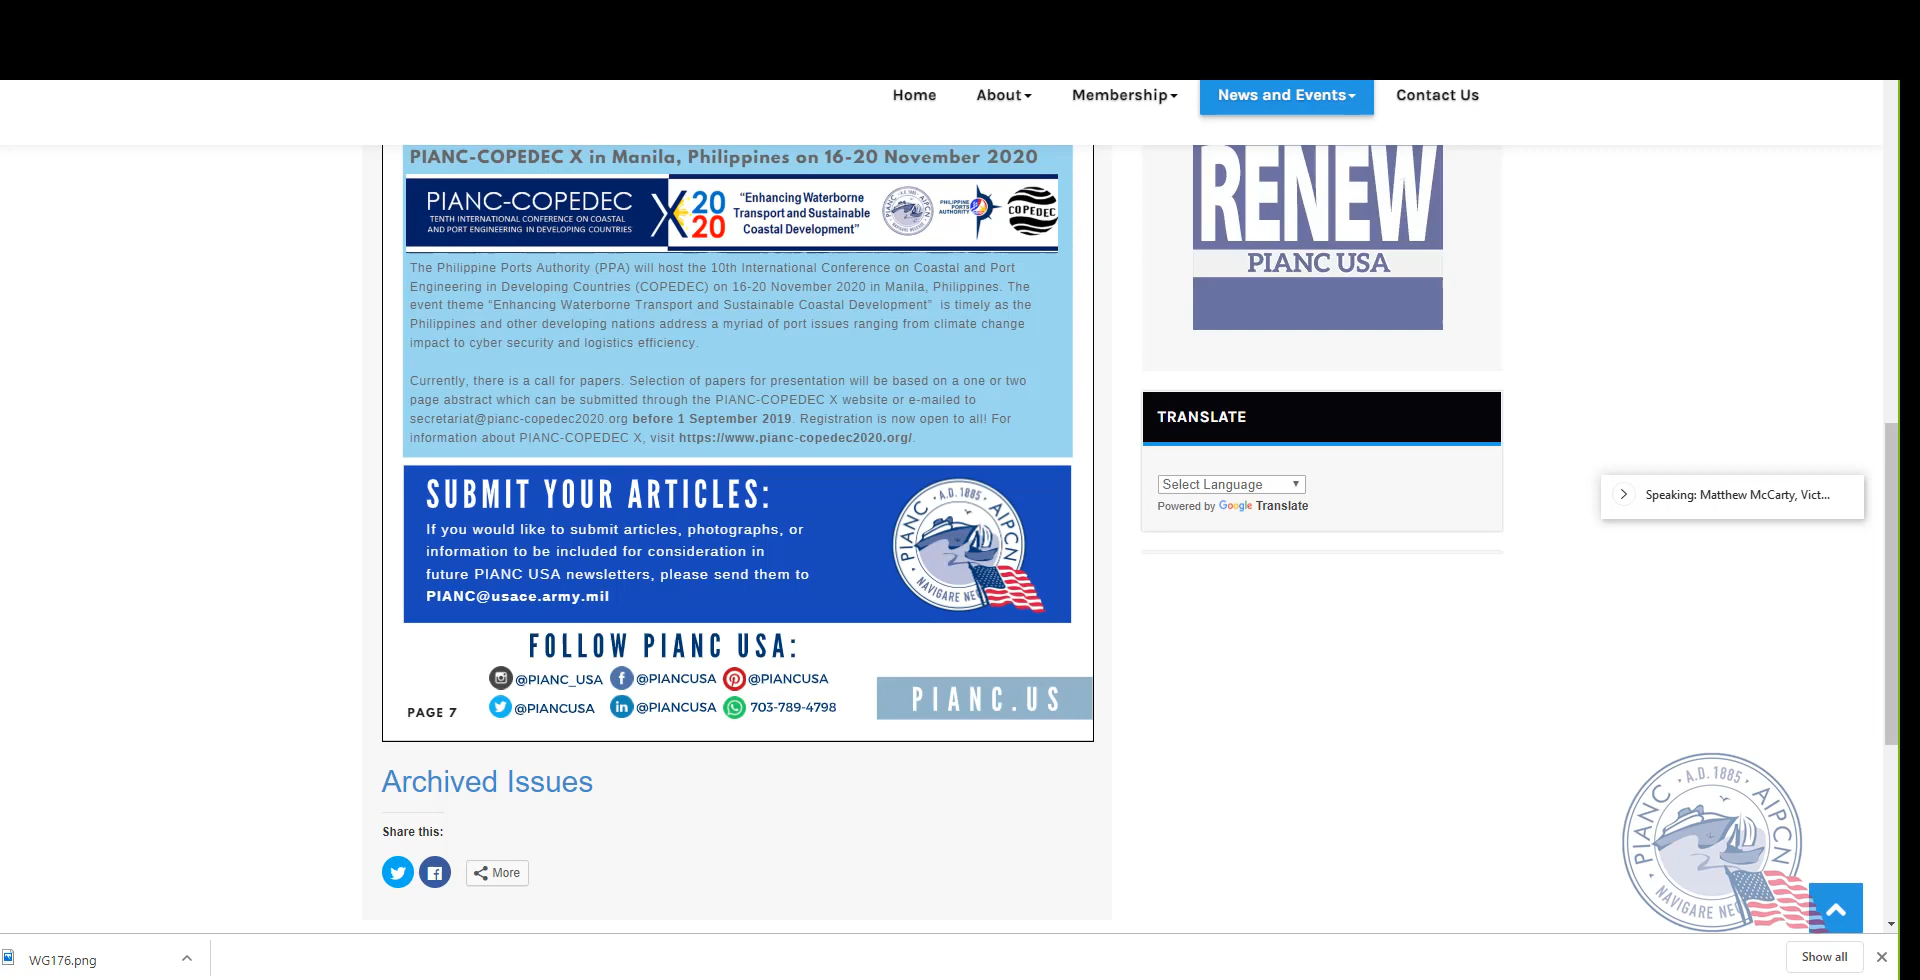 Home About Membership News and Events Contact Us
PIANC-COPEDEC X in Manila, Philippines on 16-20 November 2020
PIANC-COPEDEC
TENTH INTERNATIONAL CONFERENCE ON COASTAL
AND PORT ENGINEERING IN DEVELOPING COUNTRIES
X 20
20
"Enhancing Waterborne
Transport and Sustainable
Coastal Development"
A.D. 1885
PIANC AIPCN
PHILIPPINE
PORTS
AUTHORITY
COPEDEC
The Philippine Ports Authority (PPA) will host the 10th International Conference on Coastal and Port
Engineering in Developing Countries (COPEDEC) on 16-20 November 2020 in Manila, Philippines. The
event theme “Enhancing Waterborne Transport and Sustainable Coastal Development” is timely as the
Philippines and other developing nations address a myriad of port issues ranging from climate change
impact to cyber security and logistics efficiency.
Currently, there is a call for papers. Selection of papers for presentation will be based on a one or two
page abstract which can be submitted through the PIANC-COPEDEC X website or e-mailed to
secretariat@pianc-copedec2020.org before 1 September 2019. Registration is now open to all! For
information about PIANC-COPEDEC X, visit https://www.pianc-copedec2020.org/.
SUBMIT YOUR ARTICLES:
If you would like to submit articles, photographs, or
information to be included for consideration in
future PIANC USA newsletters, please send them to
PIANC@usace.army.mil
· A.D. 1885 ·
PIANC AIPCN
NAVIGARE NE
FOLLOW PIANC USA:
@PIANC_USA @PIANCUSA @PIANCUSA
@PIANCUSA @PIANCUSA 703-789-4798
PAGE 7
PIANC.US
Archived Issues
Share this:
More
RENEW
PIANC USA
TRANSLATE
Select Language
Powered by Google Translate
Speaking: Matthew McCarty, Vict...
· A.D. 1885 ·
PIANC AIPCN
NAVIGARE NE
WG176.png
Show all